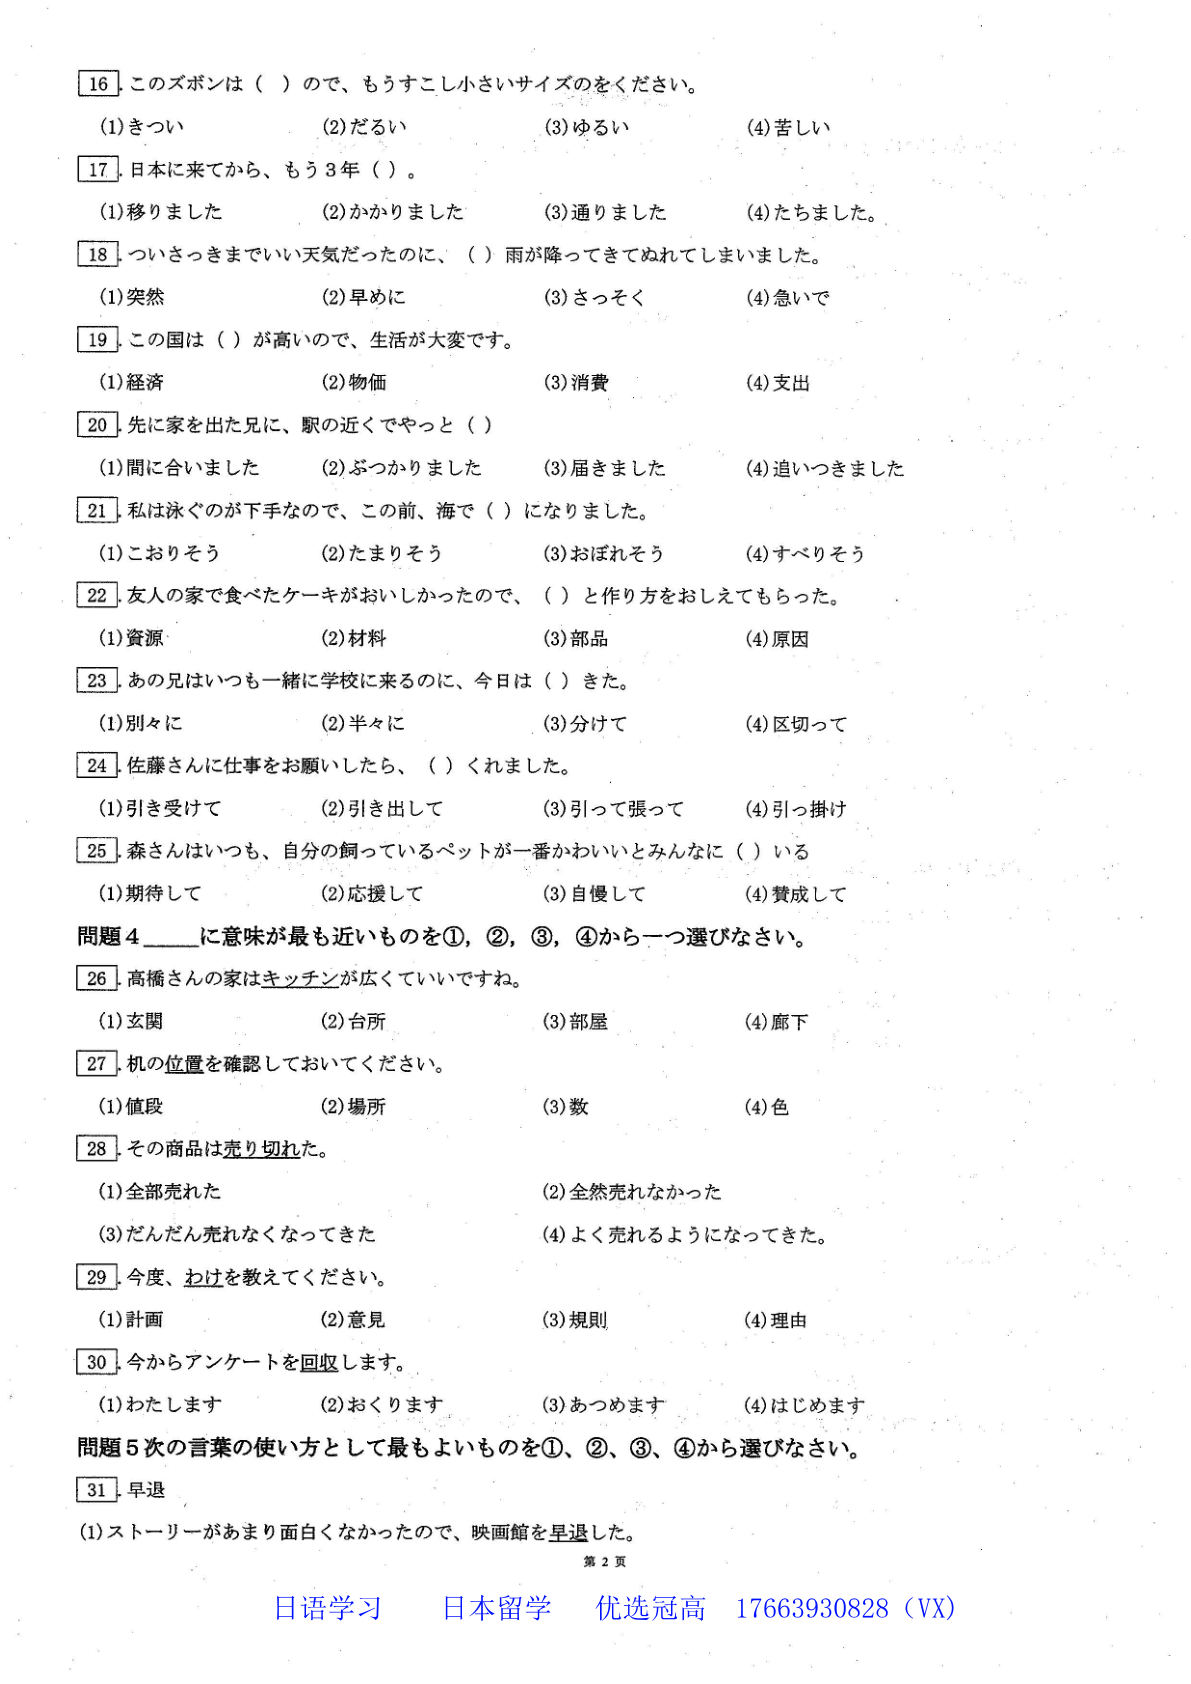 16.このズボンは（　）ので、もうすこし小さいサイズのをください。
(1)きつい (2)だるい (3)ゆるい (4)苦しい
17.日本に来てから、もう３年（ ）。
(1)移りました (2)かかりました (3)通りました (4)たちました。
18.ついさっきまでいい天気だったのに、（ ）雨が降ってきてぬれてしまいました。
(1)突然 (2)早めに (3)さっそく (4)急いで
19.この国は（ ）が高いので、生活が大変です。
(1)経済 (2)物価 (3)消費 (4)支出
20.先に家を出た兄に、駅の近くでやっと（ ）
(1)間に合いました (2)ぶつかりました (3)届きました (4)追いつきました
21.私は泳ぐのが下手なので、この前、海で（ ）になりました。
(1)こおりそう (2)たまりそう (3)おぼれそう (4)すべりそう
22.友人の家で食べたケーキがおいしかったので、（ ）と作り方をおしえてもらった。
(1)資源 (2)材料 (3)部品 (4)原因
23.あの兄はいつも一緒に学校に来るのに、今日は（ ）きた。
(1)別々に (2)半々に (3)分けて (4)区切って
24.佐藤さんに仕事をお願いしたら、（ ）くれました。
(1)引き受けて (2)引き出して (3)引って張って (4)引っ掛け
25.森さんはいつも、自分の飼っているペットが一番かわいいとみんなに（ ）いる
(1)期待して (2)応援して (3)自慢して (4)賛成して
問題４_____に意味が最も近いものを①，②，③，④から一つ選びなさい。
26.高橋さんの家はキッチンが広くていいですね。
(1)玄関 (2)台所 (3)部屋 (4)廊下
27.机の位置を確認しておいてください。
(1)値段 (2)場所 (3)数 (4)色
28.その商品は売り切れた。
(1)全部売れた (2)全然売れなかった
(3)だんだん売れなくなってきた (4)よく売れるようになってきた。
29.今度、わけを教えてください。
(1)計画 (2)意見 (3)規則 (4)理由
30.今からアンケートを回収します。
(1)わたします (2)おくります (3)あつめます (4)はじめます
問題５次の言葉の使い方として最もよいものを①、②、③、④から選びなさい。
31.早退
(1)ストーリーがあまり面白くなかったので、映画館を早退した。
第 2 页
日语学习 日本留学 优选冠高 17663930828（VX)